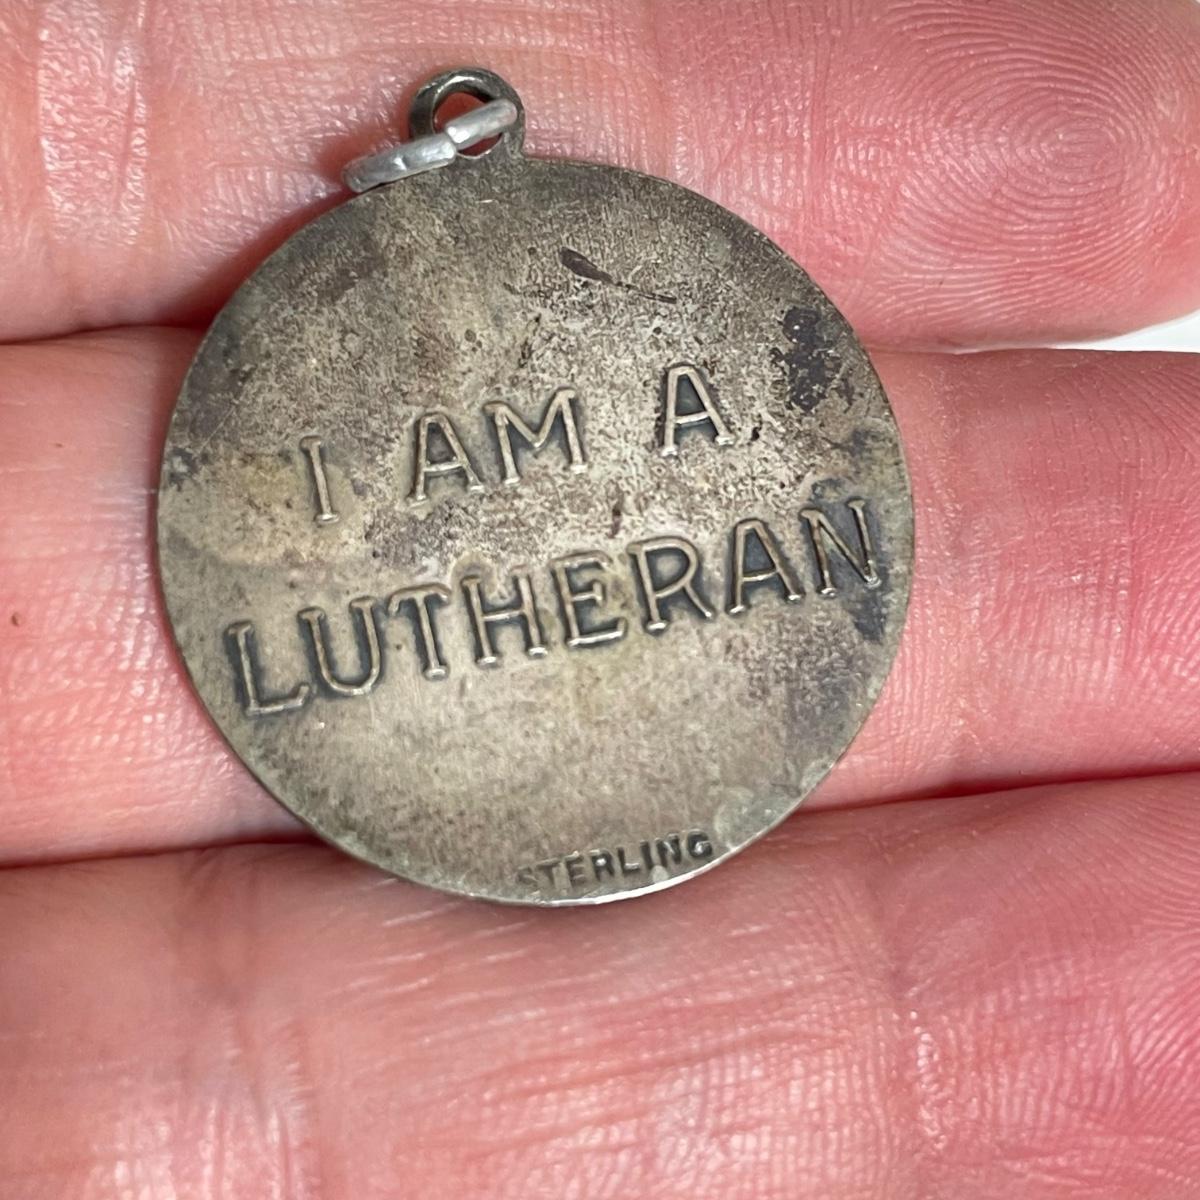 I AM A
LUTHERAN
STERLING